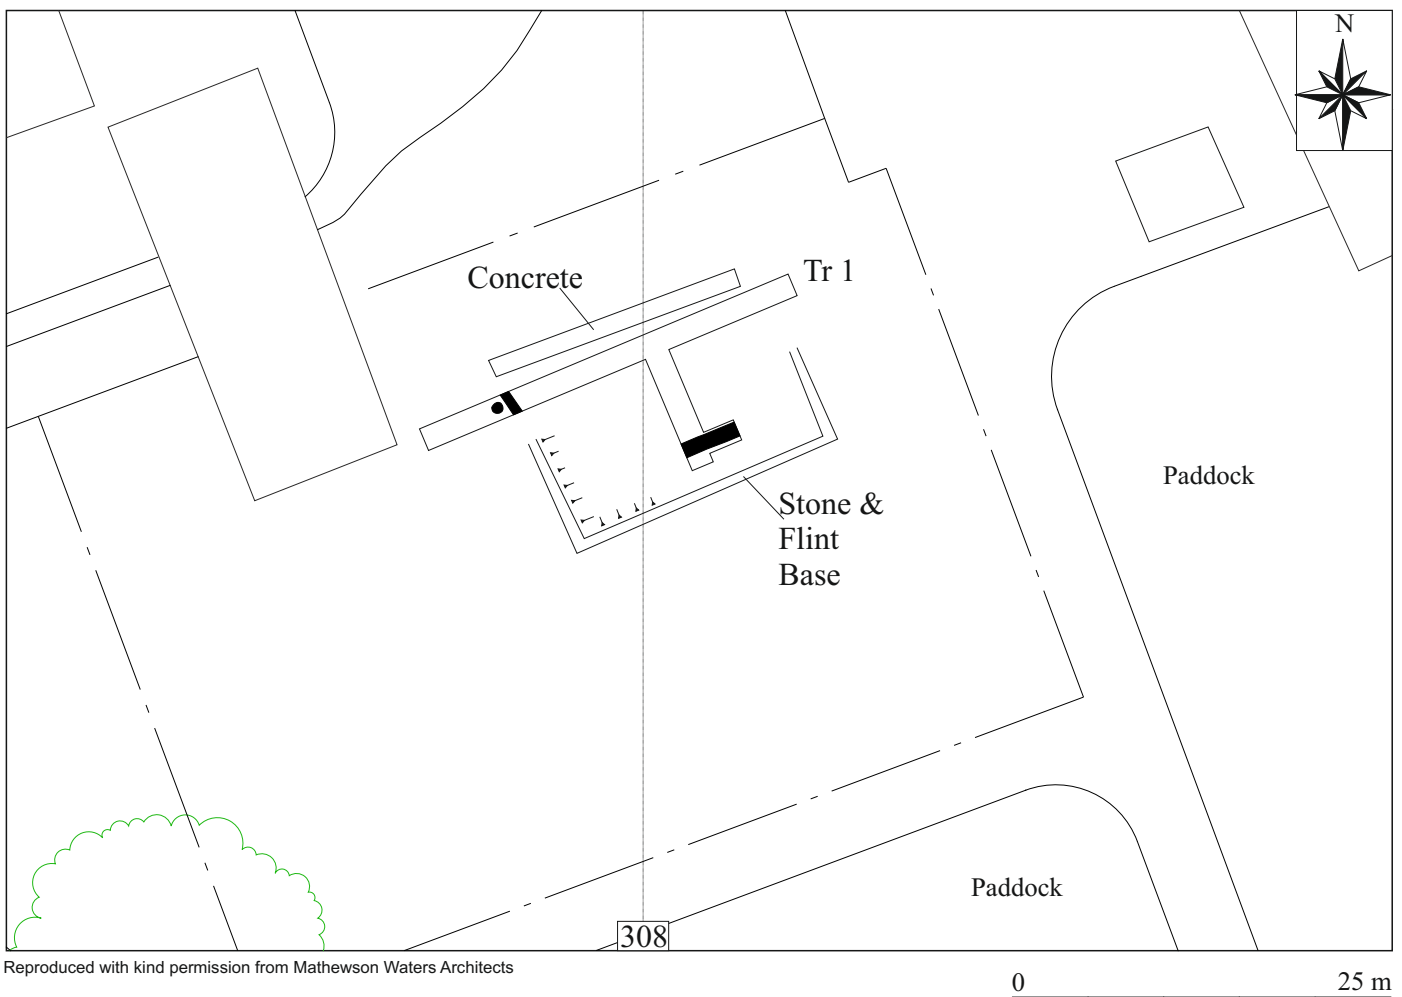 N
Concrete
Tr 1
Paddock
Stone &
Flint
Base
Paddock
308
Reproduced with kind permission from Mathewson Waters Architects
0 25 m